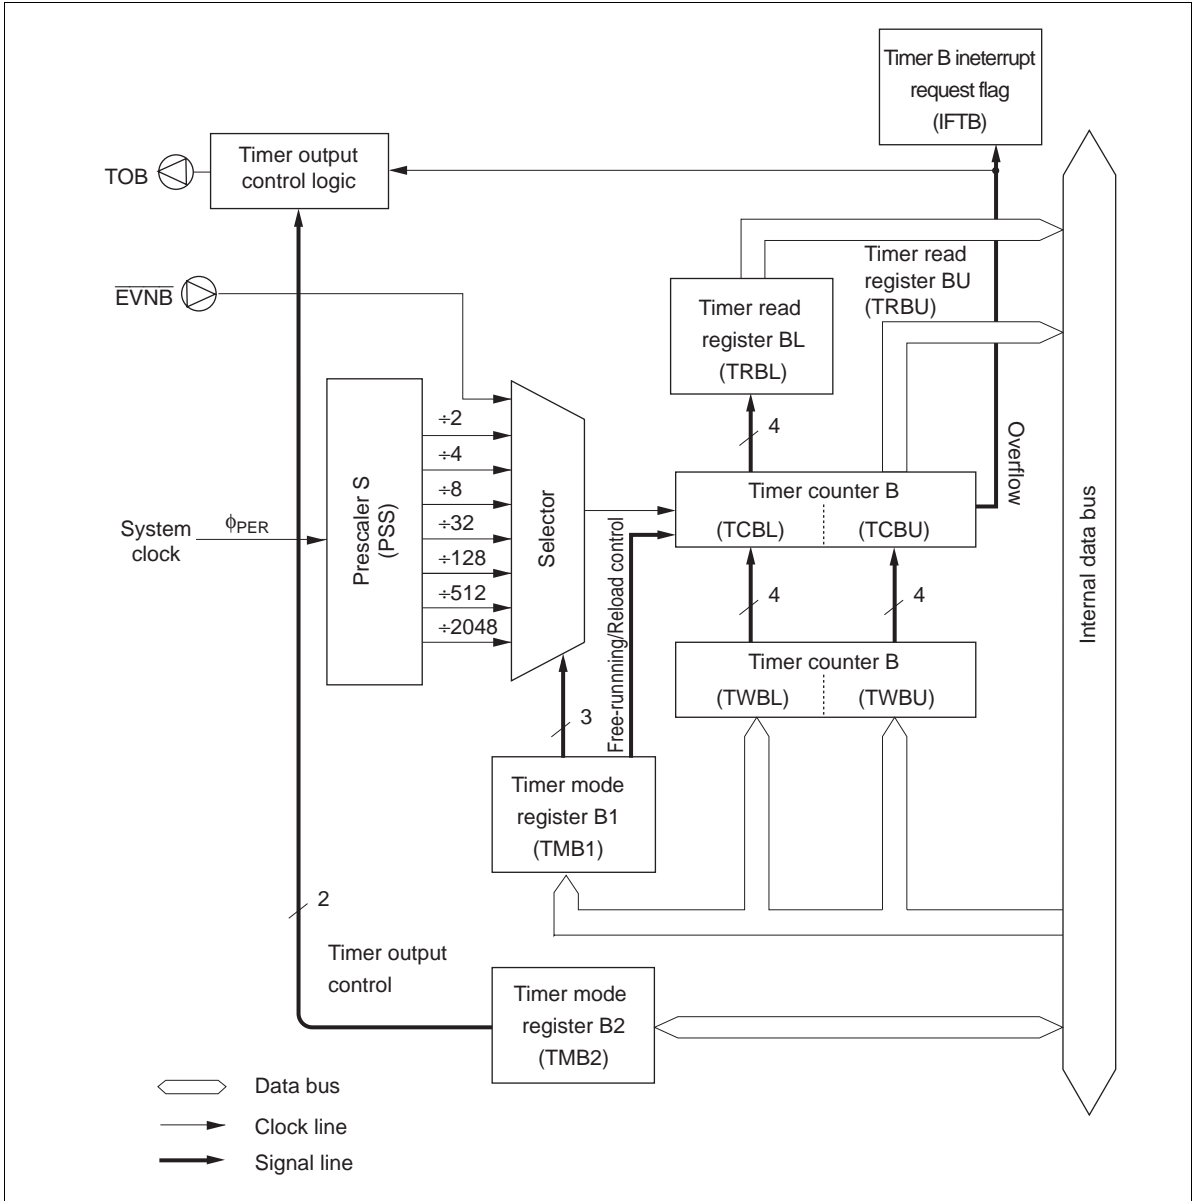 Timer B ineterrupt
request flag
(IFTB)
Timer output
control logic
TOB
EVNB
Timer read
register BU
(TRBU)
Timer read
register BL
(TRBL)
4
Overflow
Internal data bus
System
clock
ϕPER
Prescaler S
(PSS)
÷2
÷4
÷8
÷32
÷128
÷512
÷2048
Selector
Timer counter B
(TCBL)
(TCBU)
Free-runnning/Reload control
4
4
Timer counter B
(TWBL)
(TWBU)
3
Timer mode
register B1
(TMB1)
2
Timer output
control
Timer mode
register B2
(TMB2)
Data bus
Clock line
Signal line